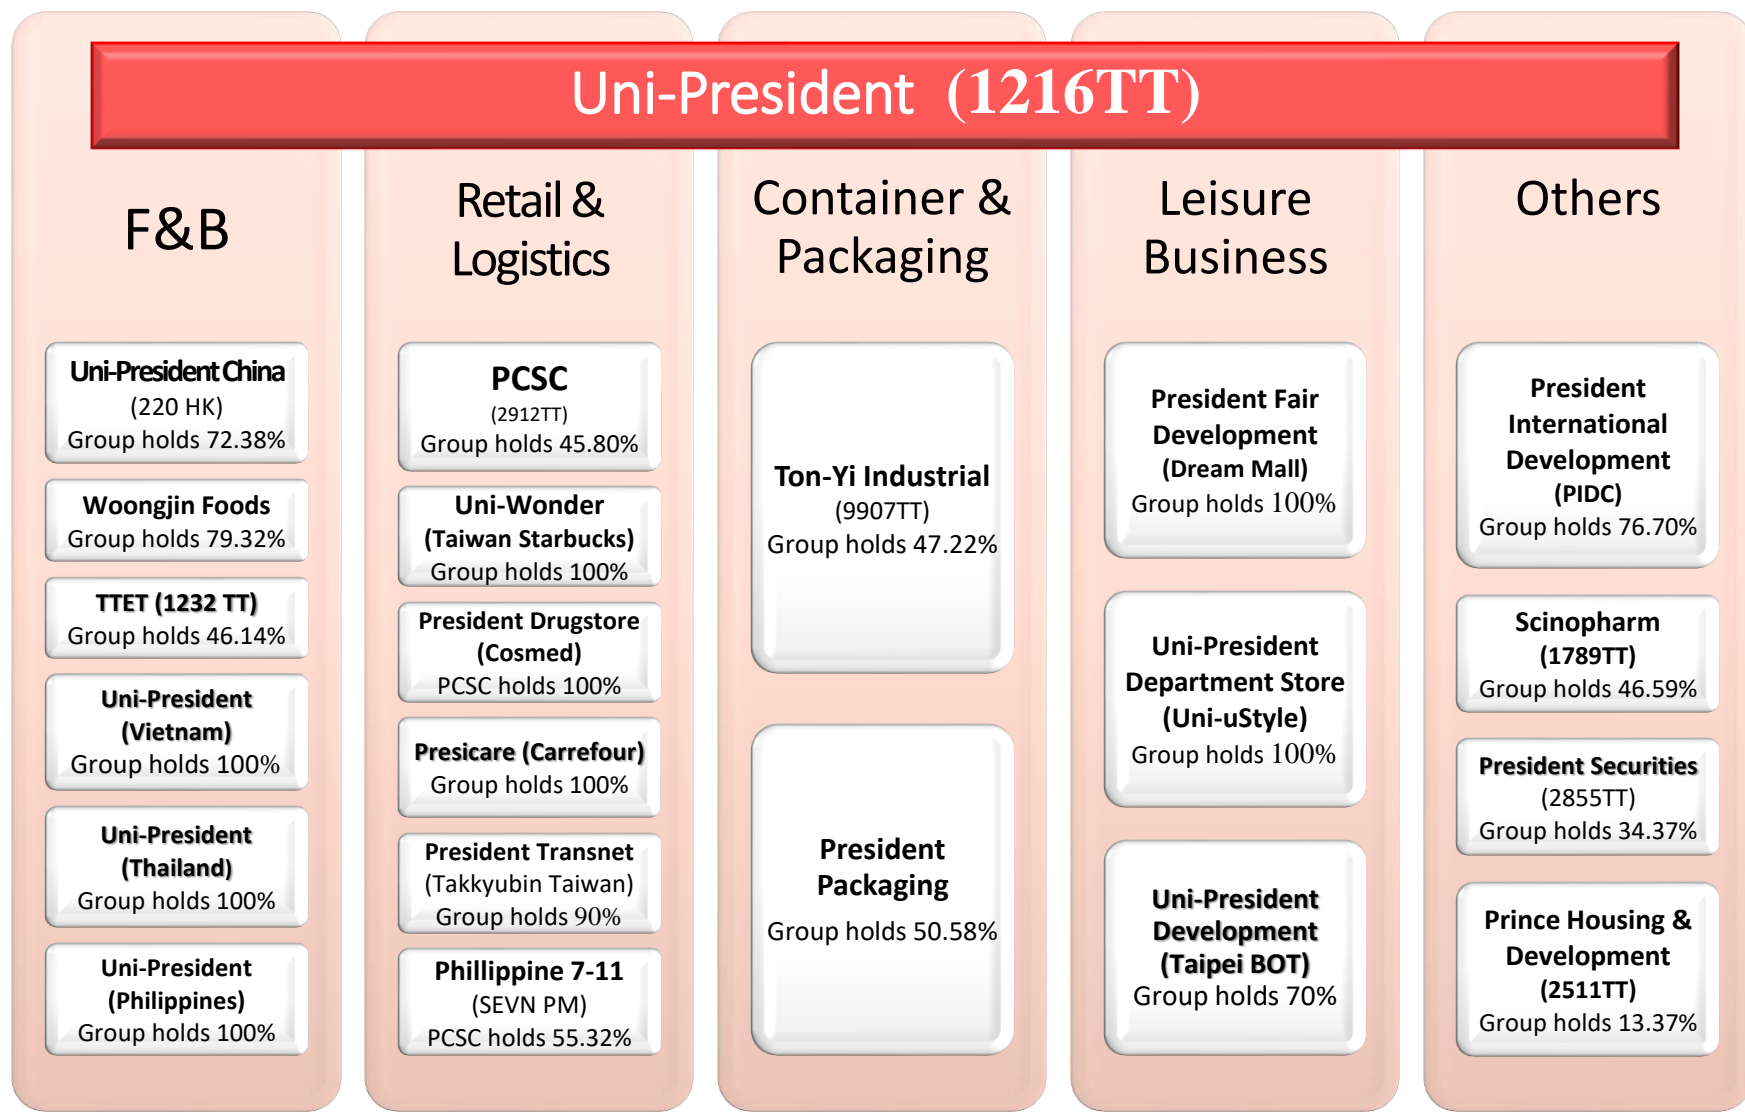 Uni-President (1216TT)
F&B
Uni-President China
(220 HK)
Group holds 72.38%
Woongjin Foods
Group holds 79.32%
TTET (1232 TT)
Group holds 46.14%
Uni-President
(Vietnam)
Group holds 100%
Uni-President
(Thailand)
Group holds 100%
Uni-President
(Philippines)
Group holds 100%
Retail &
Logistics
PCSC
(2912TT)
Group holds 45.80%
Uni-Wonder
(Taiwan Starbucks)
Group holds 100%
President Drugstore
(Cosmed)
PCSC holds 100%
Presicare (Carrefour)
Group holds 100%
President Transnet
(Takkyubin Taiwan)
Group holds 90%
Phillippine 7-11
(SEVN PM)
PCSC holds 55.32%
Container &
Packaging
Ton-Yi Industrial
(9907TT)
Group holds 47.22%
President
Packaging
Group holds 50.58%
Leisure
Business
President Fair
Development
(Dream Mall)
Group holds 100%
Uni-President
Department Store
(Uni-uStyle)
Group holds 100%
Uni-President
Development
(Taipei BOT)
Group holds 70%
Others
President
International
Development
(PIDC)
Group holds 76.70%
Scinopharm
(1789TT)
Group holds 46.59%
President Securities
(2855TT)
Group holds 34.37%
Prince Housing &
Development
(2511TT)
Group holds 13.37%